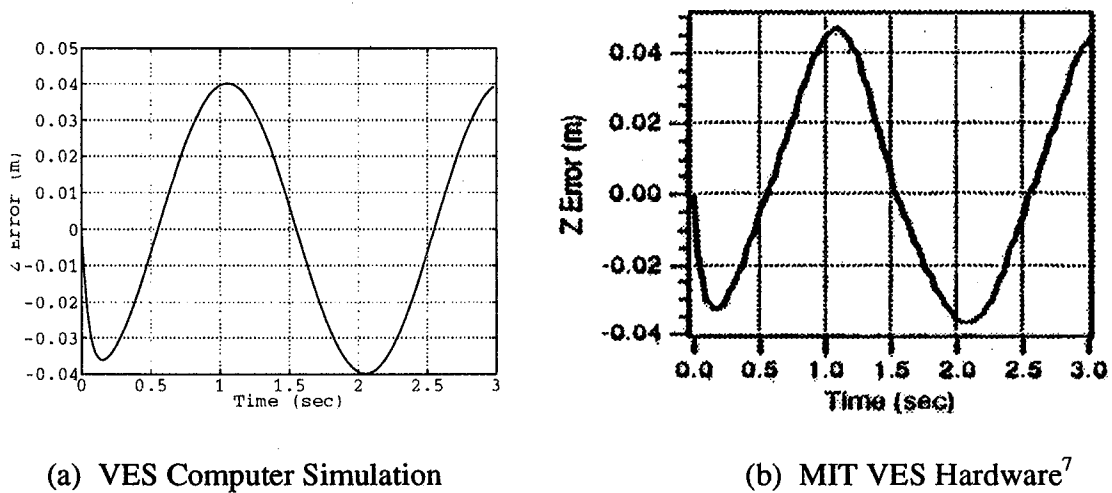 0.05
0.04
0.03
0.02
0.01
0
-0.01
-0.02
-0.03
-0.04
Z Error (m)
0 0.5 1 1.5 2 2.5 3
Time (sec)
0.04
0.02
0.00
-0.02
-0.04
Z Error (m)
0.0 0.5 1.0 1.5 2.0 2.5 3.0
Time (sec)
(a) VES Computer Simulation
(b) MIT VES Hardware⁷